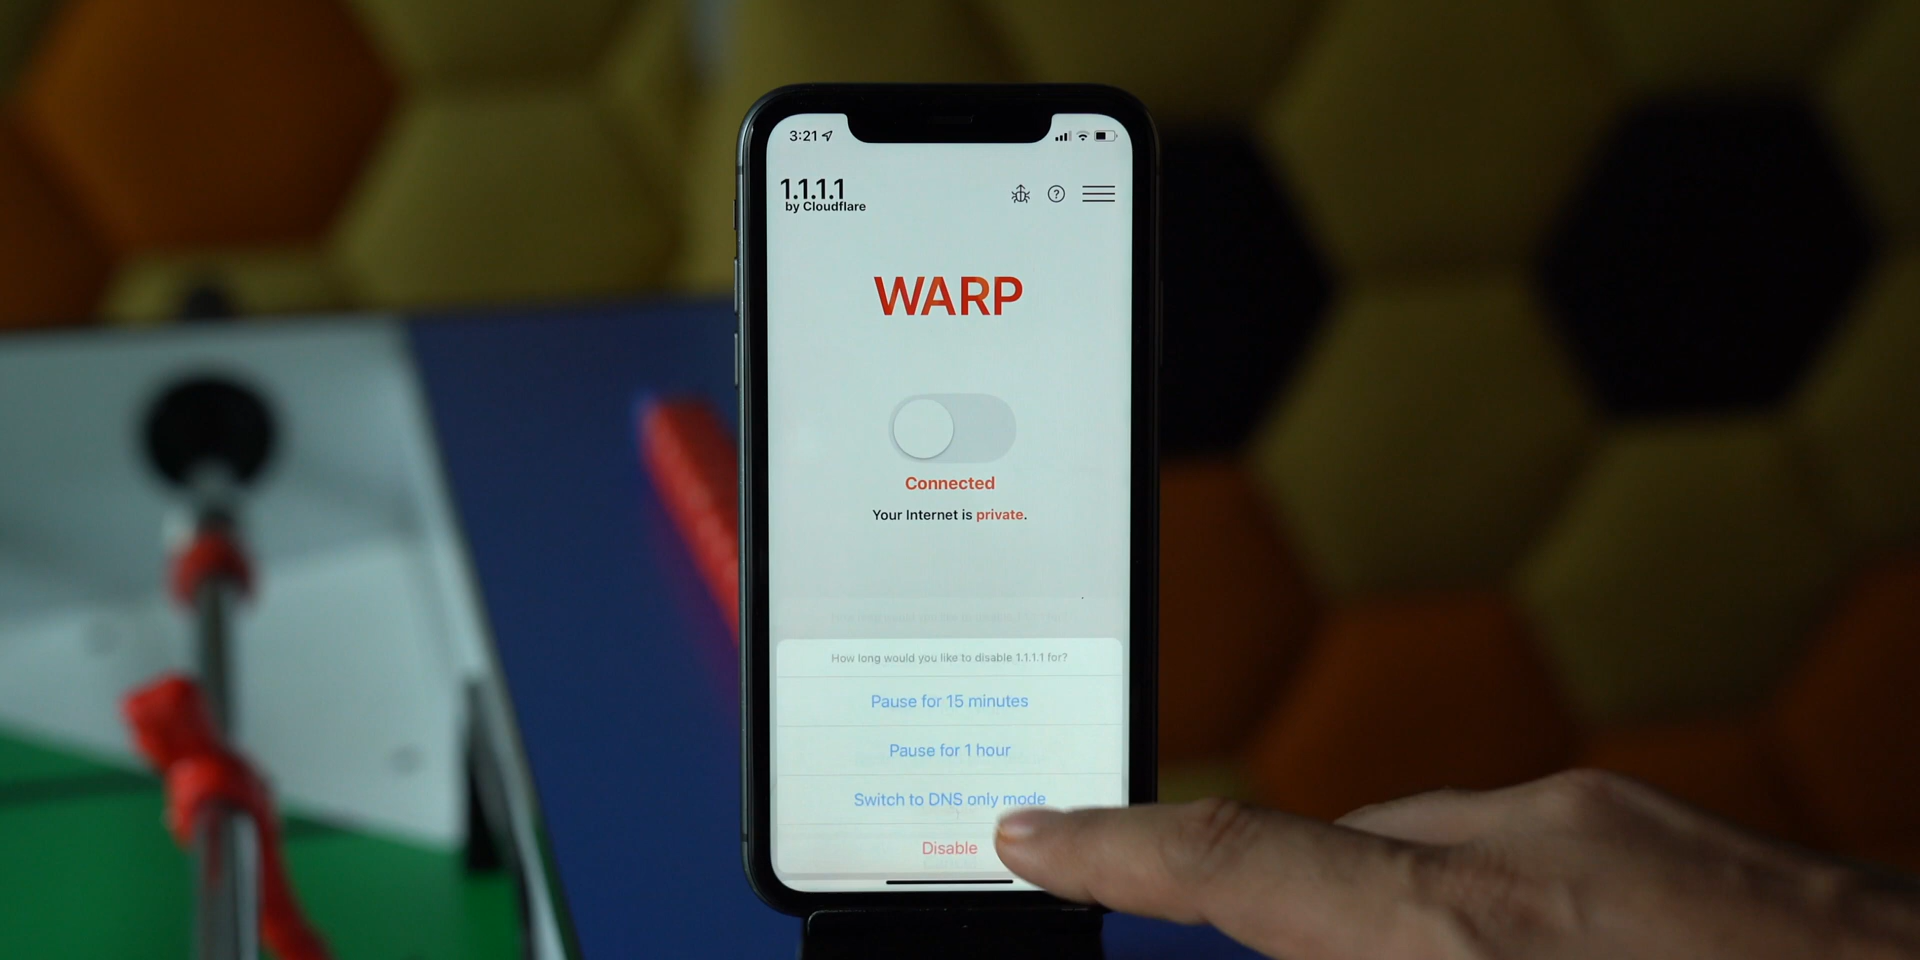 3:21
1.1.1.1
by Cloudflare
WARP
Connected
Your Internet is private.
How long would you like to disable 1.1.1.1 for?
Pause for 15 minutes
Pause for 1 hour
Switch to DNS only mode
Disable